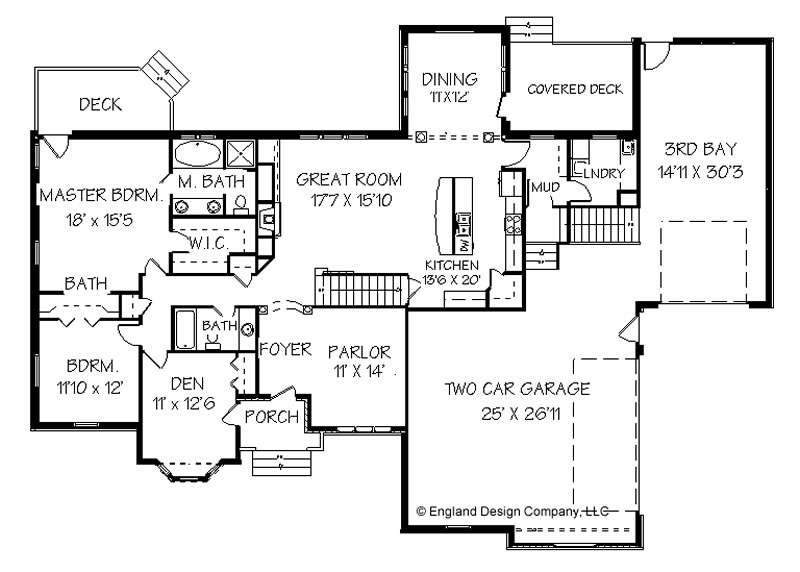 DINING
11'X12'
COVERED DECK
DECK
3RD BAY
14'11 X 30'3
LNDRY
MUD
M. BATH
GREAT ROOM
17'7 X 15'10
MASTER BDRM.
18' x 15'5
W.I.C.
DW
KITCHEN
13'6 X 20'
BATH
BATH
FOYER
PARLOR
11' X 14'
BDRM.
11'10 x 12'
DEN
11' x 12'6
PORCH
TWO CAR GARAGE
25' X 26'11
© England Design Company, LLC